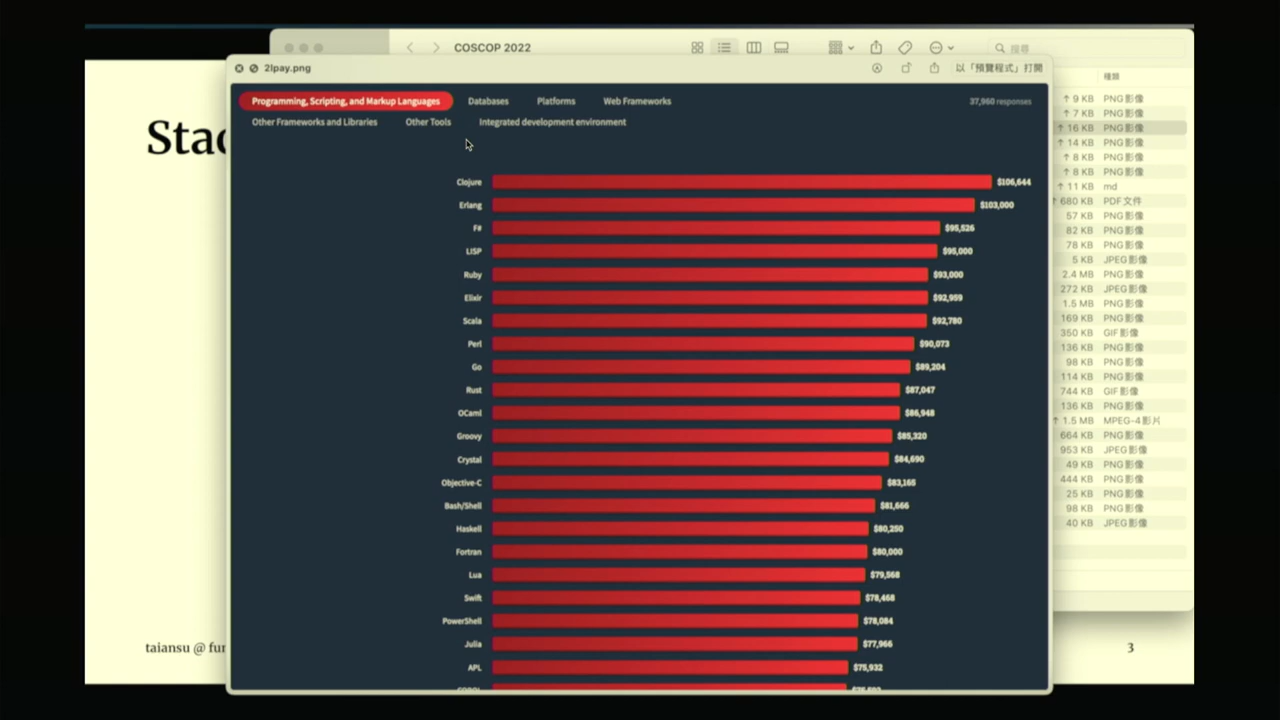 COSCOP 2022
搜尋
2lpay.png
以「預覽程式」打開
種類
Programming, Scripting, and Markup Languages
Databases
Platforms
Web Frameworks
37,960 responses
Other Frameworks and Libraries
Other Tools
Integrated development environment
Stac
Clojure $106,644
Erlang $103,000
F# $95,526
LISP $95,000
Ruby $93,000
Elixir $92,959
Scala $92,780
Perl $90,073
Go $89,204
Rust $87,047
OCaml $86,948
Groovy $85,320
Crystal $84,690
Objective-C $83,165
Bash/Shell $81,666
Haskell $80,250
Fortran $80,000
Lua $79,568
Swift $78,468
PowerShell $78,084
Julia $77,966
APL $75,932
↑ 9 KB PNG影像
↑ 7 KB PNG影像
↑ 16 KB PNG影像
↑ 14 KB PNG影像
↑ 8 KB PNG影像
↑ 8 KB PNG影像
↑ 11 KB md
↑ 680 KB PDF文件
57 KB PNG影像
82 KB PNG影像
78 KB PNG影像
5 KB JPEG影像
2.4 MB PNG影像
272 KB JPEG影像
1.5 MB PNG影像
169 KB PNG影像
350 KB GIF影像
136 KB PNG影像
98 KB PNG影像
114 KB PNG影像
744 KB GIF影像
136 KB PNG影像
↑ 1.5 MB MPEG-4影片
664 KB PNG影像
953 KB JPEG影像
49 KB PNG影像
444 KB PNG影像
25 KB PNG影像
98 KB PNG影像
40 KB JPEG影像
taiansu @ fun
3